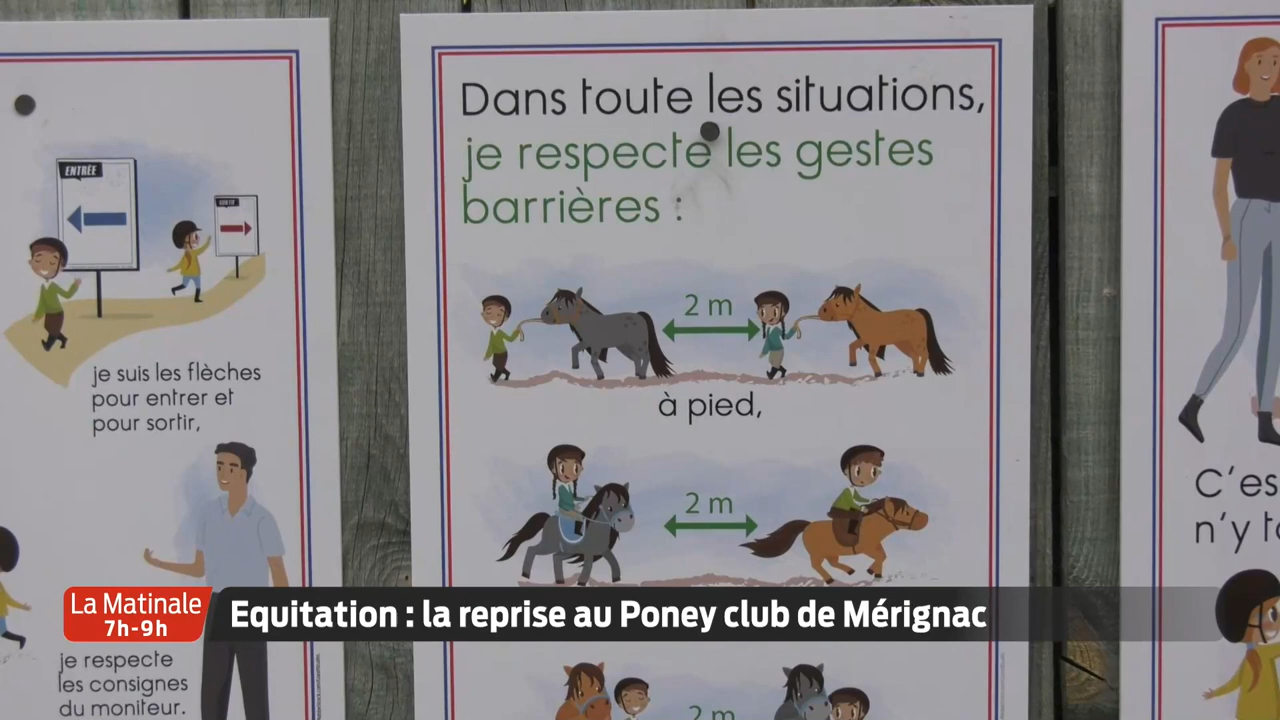 ENTRÉE
SORTIE
je suis les flèches
pour entrer et
pour sortir,
je respecte
les consignes
du moniteur.
Dans toute les situations,
je respecte les gestes
barrières :
2 m
à pied,
2 m
2 m
C'es
n'y t
La Matinale
7h-9h
Equitation : la reprise au Poney club de Mérignac